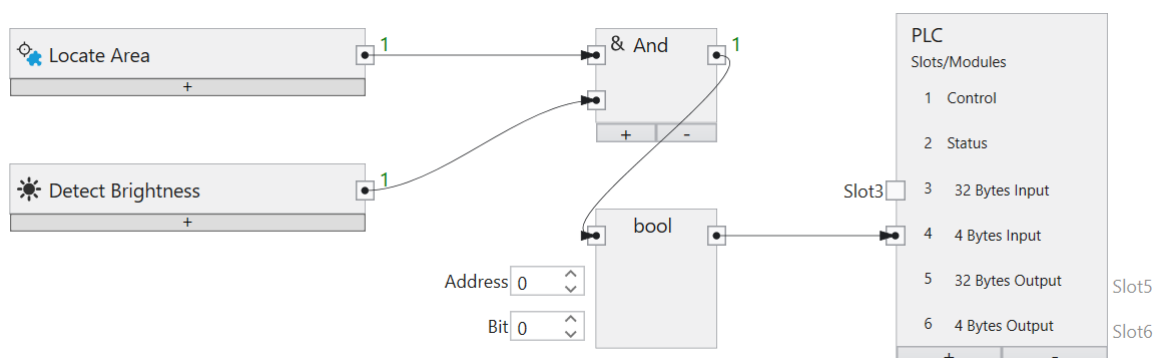 Locate Area
1
+
Detect Brightness
1
+
& And
1
+ -
bool
Address 0
Bit 0
PLC
Slots/Modules
1 Control
2 Status
Slot3 3 32 Bytes Input
4 4 Bytes Input
5 32 Bytes Output Slot5
6 4 Bytes Output Slot6
+ -